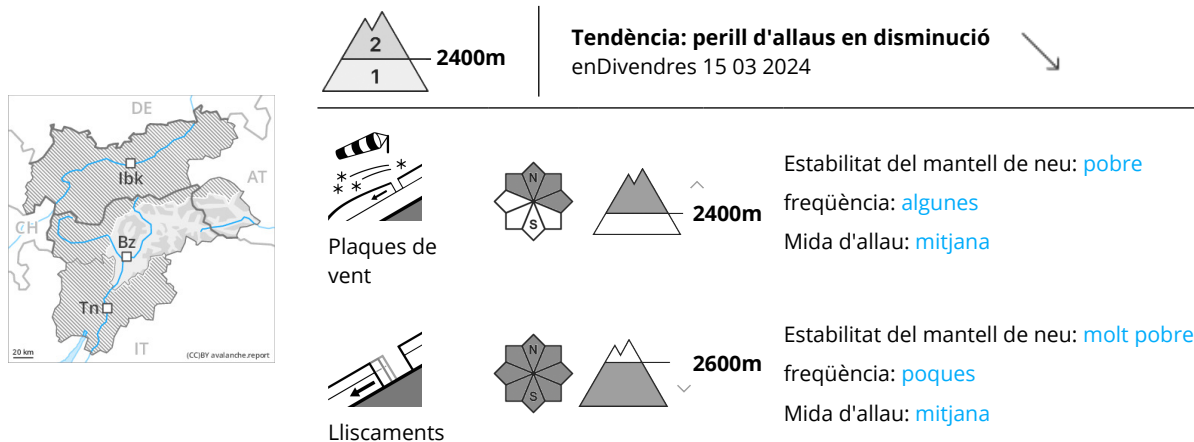 2
1
2400m
Tendència: perill d'allaus en disminució
enDivendres 15 03 2024
DE
Ibk
AT
CH
Bz
Tn
IT
20 km
(CC)BY avalanche.report
Plaques de
vent
N
S
2400m
Estabilitat del mantell de neu: pobre
freqüència: algunes
Mida d'allau: mitjana
Lliscaments
N
S
2600m
Estabilitat del mantell de neu: molt pobre
freqüència: poques
Mida d'allau: mitjana